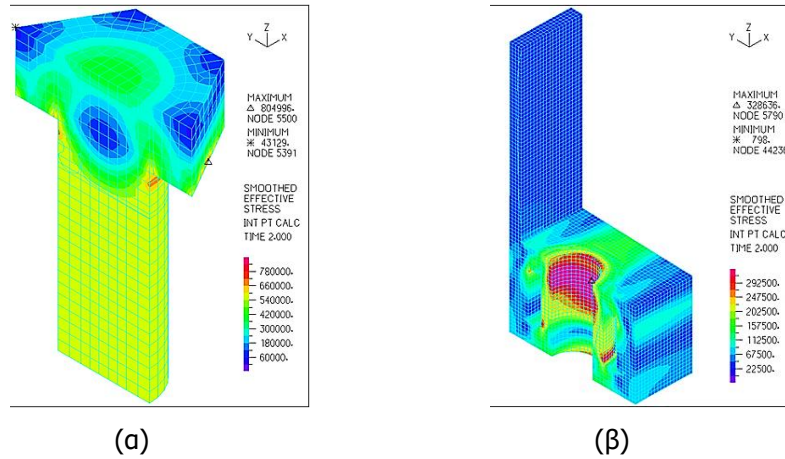 Z
Y X
MAXIMUM
Δ 804996.
NODE 5500
MINIMUM
* 43129.
NODE 5391
SMOOTHED
EFFECTIVE
STRESS
INT PT CALC
TIME 2.000
780000.
660000.
540000.
420000.
300000.
180000.
60000.
(α)
Z
Y X
MAXIMUM
Δ 328636.
NODE 5790
MINIMUM
* 798.
NODE 44236
SMOOTHED
EFFECTIVE
STRESS
INT PT CALC
TIME 2.000
292500.
247500.
202500.
157500.
112500.
67500.
22500.
(β)